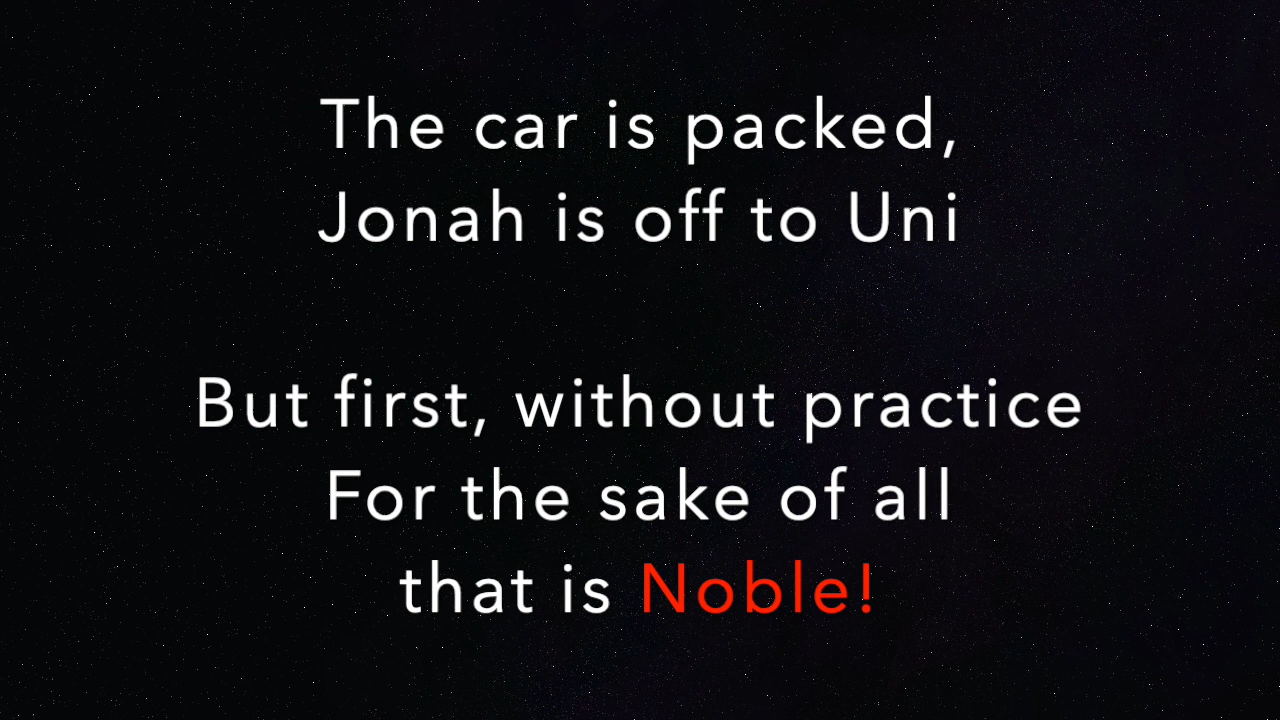 The car is packed,
Jonah is off to Uni
But first, without practice
For the sake of all
that is Noble!